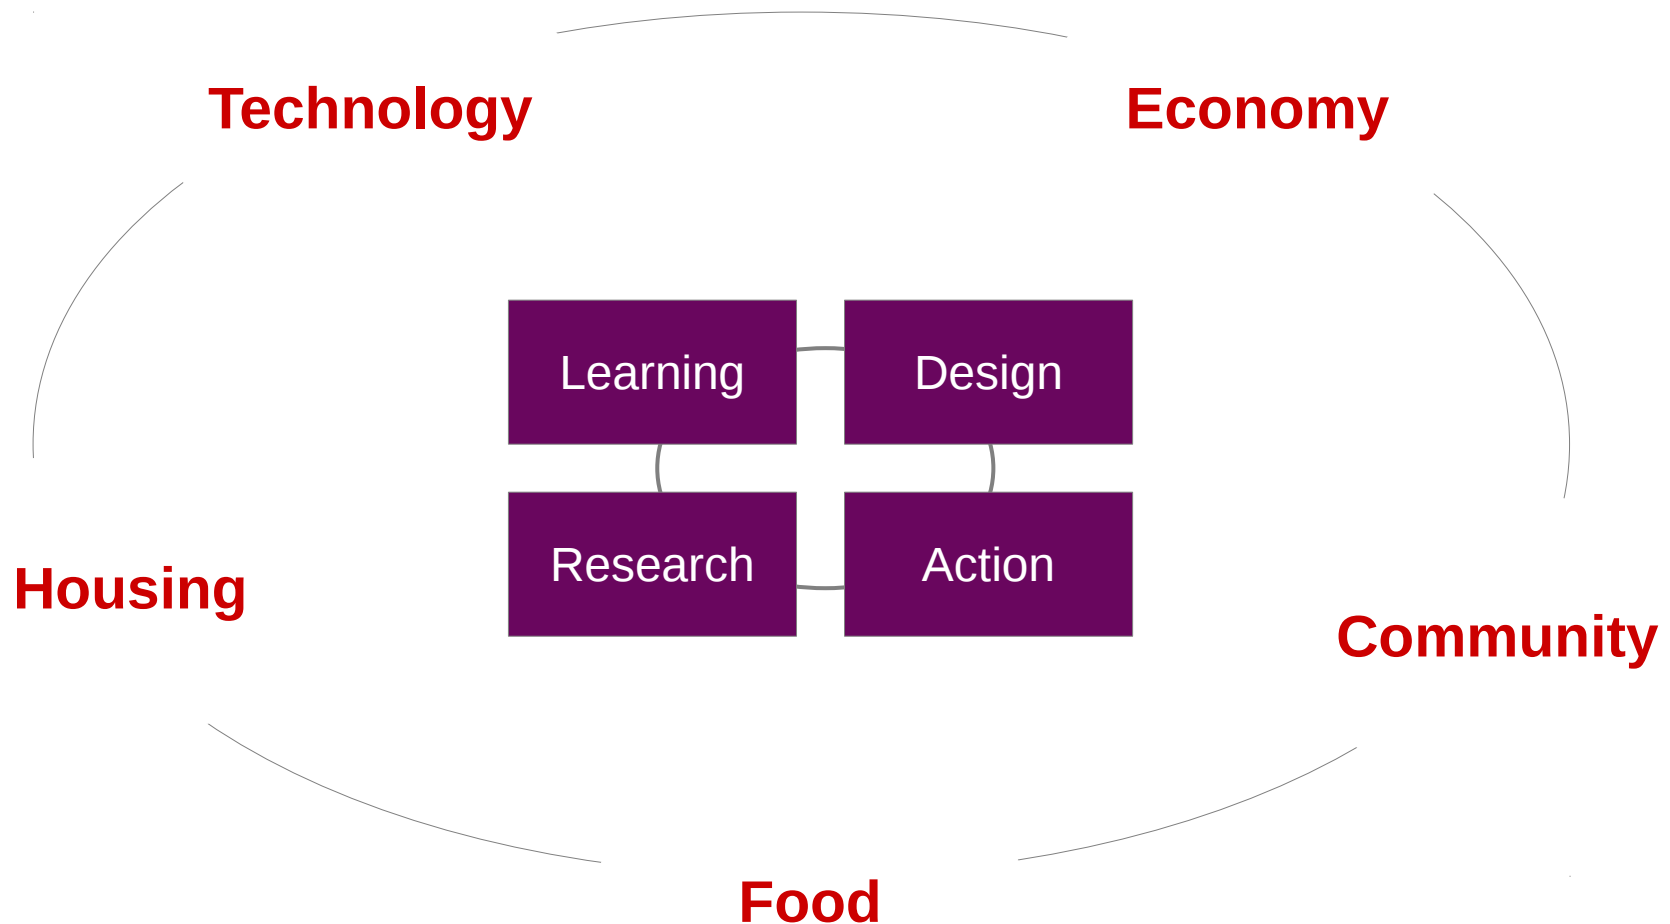 Technology
Economy
Learning
Design
Research
Action
Housing
Community
Food